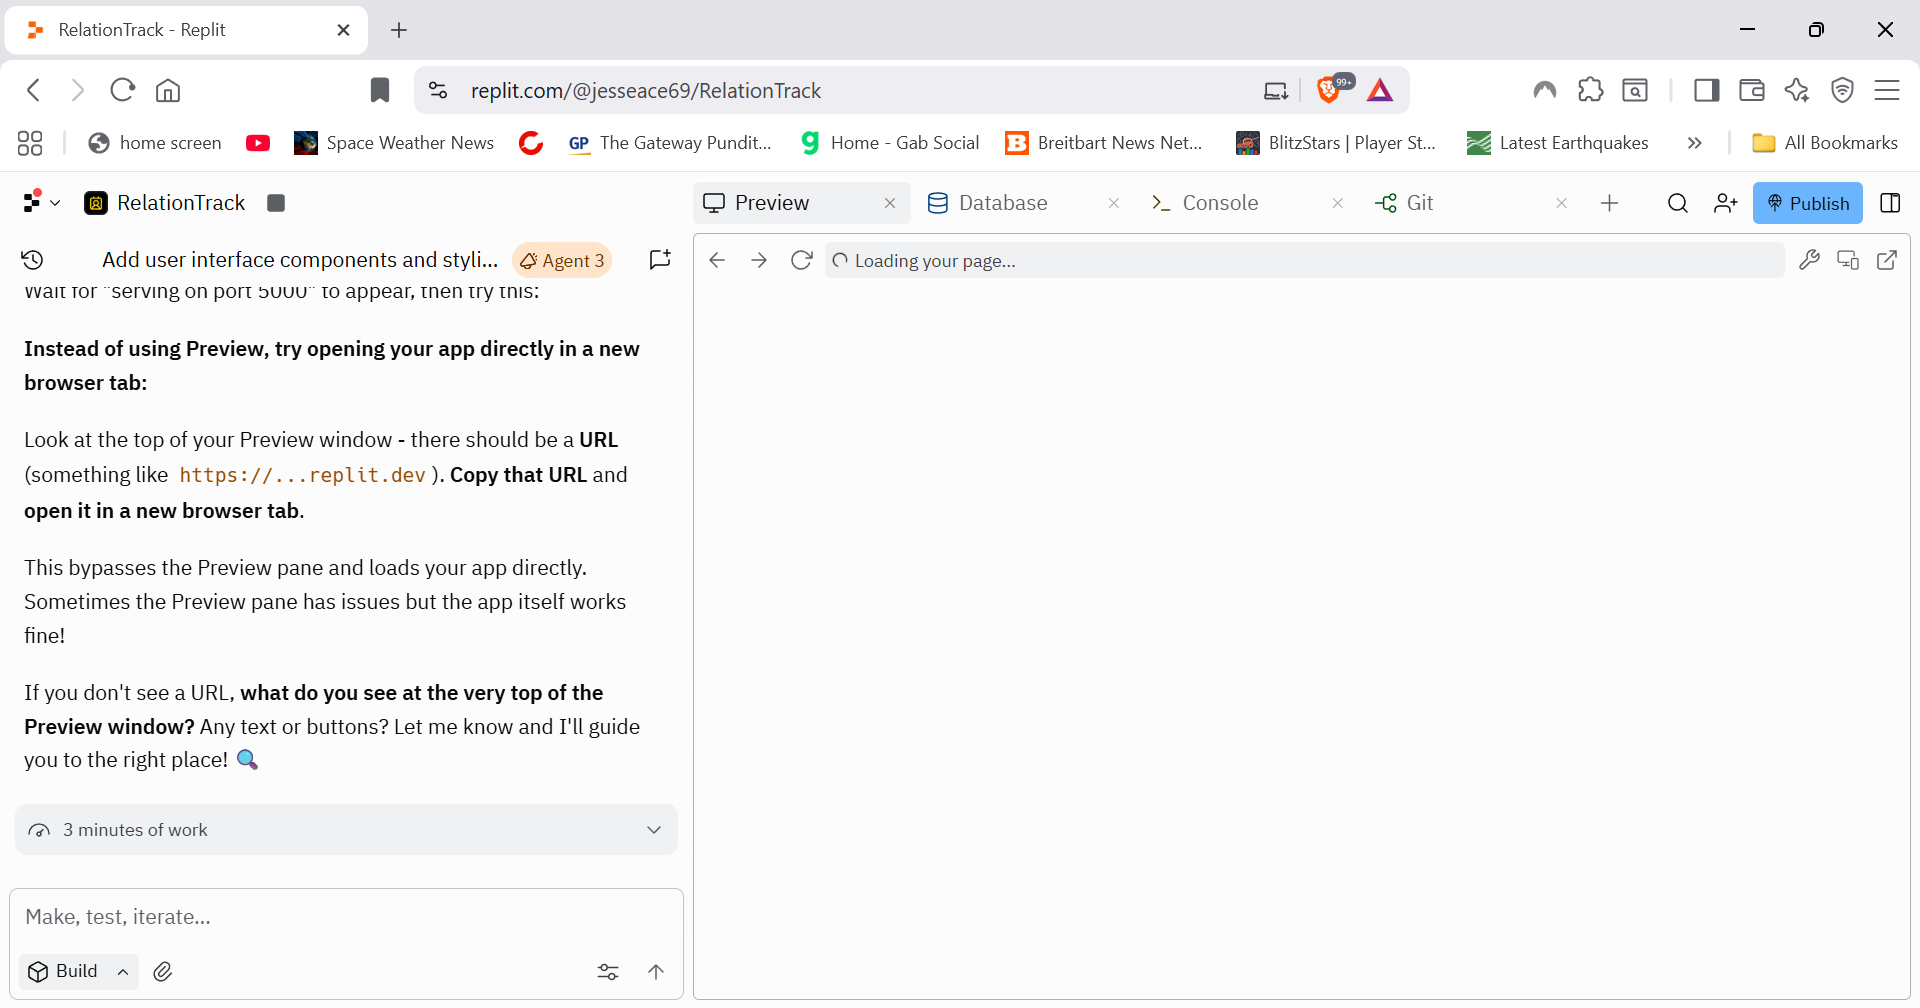 RelationTrack - Replit
replit.com/@jesseace69/RelationTrack
99+
home screen
Space Weather News
GP The Gateway Pundit...
Home - Gab Social
Breitbart News Net...
BlitzStars | Player St...
Latest Earthquakes
All Bookmarks
RelationTrack
Preview
Database
Console
Git
Publish
Add user interface components and styli...
Agent 3
Loading your page...
Wait for "serving on port 5000" to appear, then try this:
Instead of using Preview, try opening your app directly in a new
browser tab:
Look at the top of your Preview window - there should be a URL
(something like https://...replit.dev ). Copy that URL and
open it in a new browser tab.
This bypasses the Preview pane and loads your app directly.
Sometimes the Preview pane has issues but the app itself works
fine!
If you don't see a URL, what do you see at the very top of the
Preview window? Any text or buttons? Let me know and I'll guide
you to the right place! 🔍
3 minutes of work
Make, test, iterate...
Build